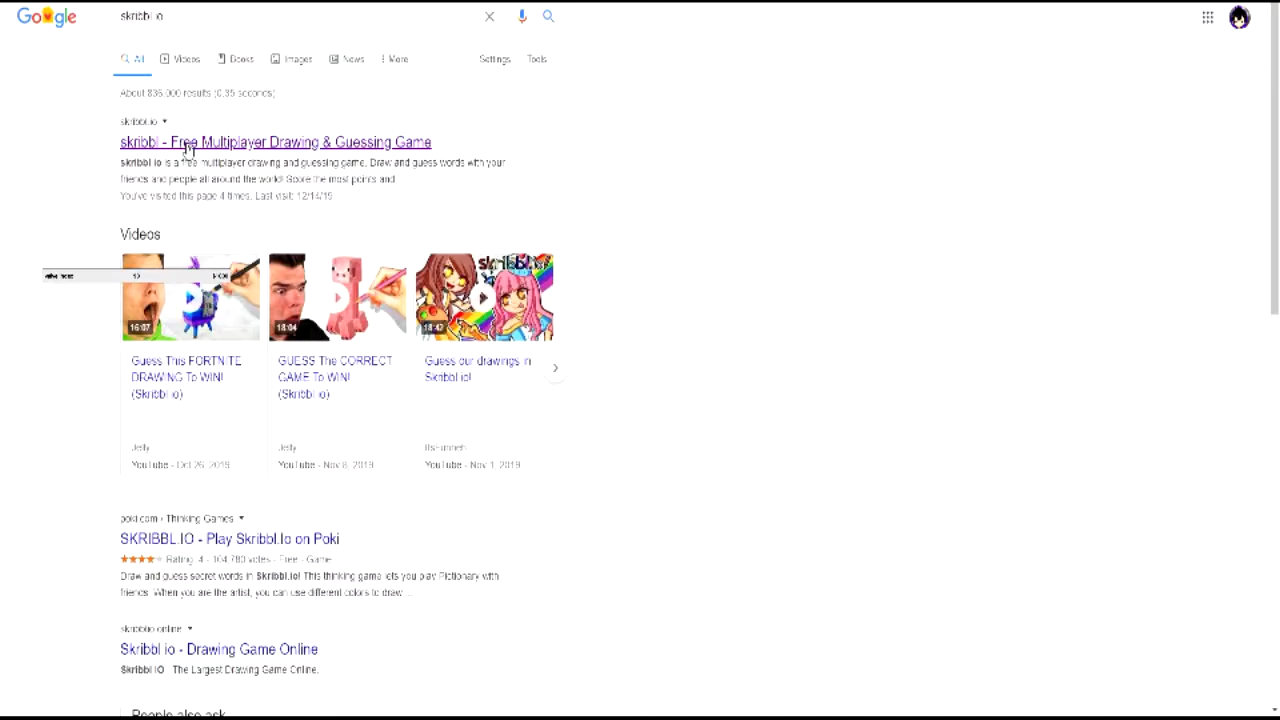 Google
skribbl io
All Videos Books Images News More Settings Tools
About 836,000 results (0.35 seconds)
skribbl.io
skribbl - Free Multiplayer Drawing & Guessing Game
skribbl io is a free multiplayer drawing and guessing game. Draw and guess words with your
friends and people all around the world! Score the most points and
You've visited this page 4 times. Last visit: 12/14/19
Videos
skribbl.io
16:07
18:04
18:42
Guess This FORTNITE
DRAWING To WIN!
(Skribbl io)
GUESS The CORRECT
GAME To WIN!
(Skribbl io)
Guess our drawings in
Skribbl io!
Jelly
Jelly
ItsFunneh
YouTube - Oct 26, 2019
YouTube - Nov 8, 2019
YouTube - Nov 1, 2019
poki.com › Thinking Games
SKRIBBL.IO - Play Skribbl.Io on Poki
Rating: 4 - 104,780 votes - Free - Game
Draw and guess secret words in Skribbl.io! This thinking game lets you play Pictionary with
friends. When you are the artist, you can use different colors to draw ...
skribblio.online
Skribbl io - Drawing Game Online
Skribbl IO The Largest Drawing Game Online.
People also ask